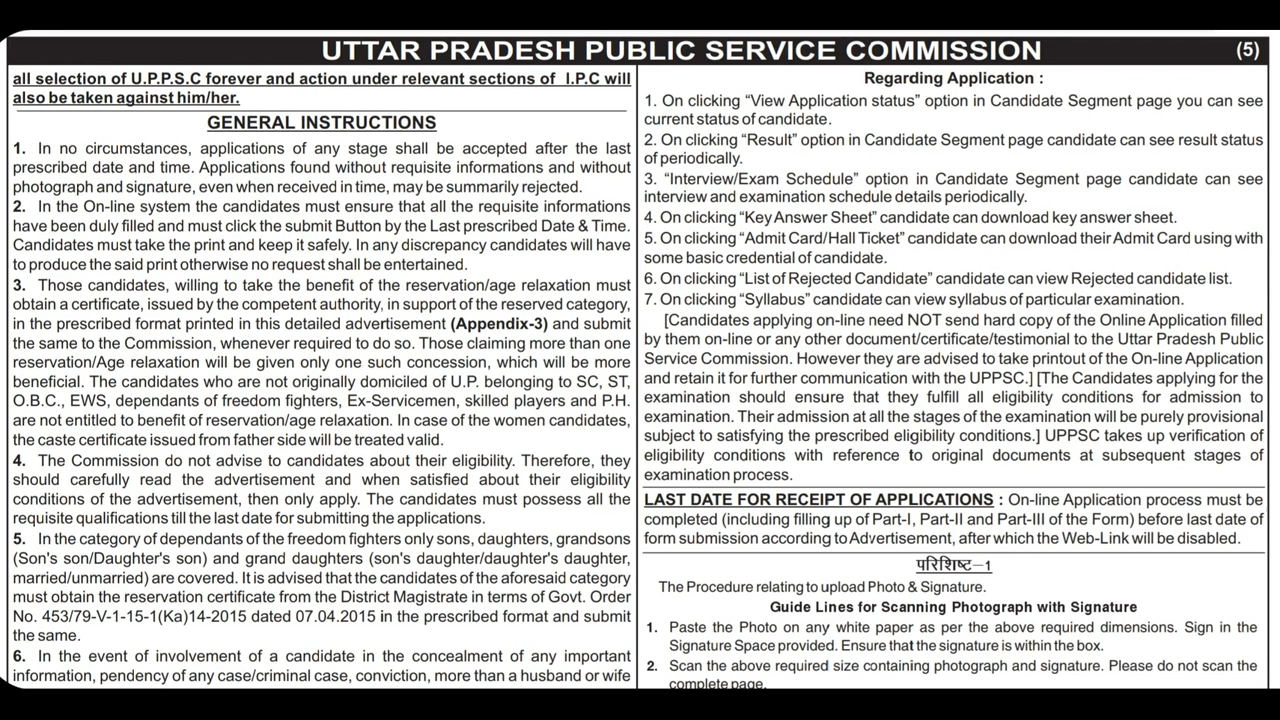 UTTAR PRADESH PUBLIC SERVICE COMMISSION (5)
all selection of U.P.P.S.C forever and action under relevant sections of I.P.C will
also be taken against him/her.
GENERAL INSTRUCTIONS
1. In no circumstances, applications of any stage shall be accepted after the last
prescribed date and time. Applications found without requisite informations and without
photograph and signature, even when received in time, may be summarily rejected.
2. In the On-line system the candidates must ensure that all the requisite informations
have been duly filled and must click the submit Button by the Last prescribed Date & Time.
Candidates must take the print and keep it safely. In any discrepancy candidates will have
to produce the said print otherwise no request shall be entertained.
3. Those candidates, willing to take the benefit of the reservation/age relaxation must
obtain a certificate, issued by the competent authority, in support of the reserved category,
in the prescribed format printed in this detailed advertisement (Appendix-3) and submit
the same to the Commission, whenever required to do so. Those claiming more than one
reservation/Age relaxation will be given only one such concession, which will be more
beneficial. The candidates who are not originally domiciled of U.P. belonging to SC, ST,
O.B.C., EWS, dependants of freedom fighters, Ex-Servicemen, skilled players and P.H.
are not entitled to benefit of reservation/age relaxation. In case of the women candidates,
the caste certificate issued from father side will be treated valid.
4. The Commission do not advise to candidates about their eligibility. Therefore, they
should carefully read the advertisement and when satisfied about their eligibility
conditions of the advertisement, then only apply. The candidates must possess all the
requisite qualifications till the last date for submitting the applications.
5. In the category of dependants of the freedom fighters only sons, daughters, grandsons
(Son's son/Daughter's son) and grand daughters (son's daughter/daughter's daughter,
married/unmarried) are covered. It is advised that the candidates of the aforesaid category
must obtain the reservation certificate from the District Magistrate in terms of Govt. Order
No. 453/79-V-1-15-1(Ka)14-2015 dated 07.04.2015 in the prescribed format and submit
the same.
6. In the event of involvement of a candidate in the concealment of any important
information, pendency of any case/criminal case, conviction, more than a husband or wife
Regarding Application :
1. On clicking “View Application status” option in Candidate Segment page you can see
current status of candidate.
2. On clicking “Result” option in Candidate Segment page candidate can see result status
of periodically.
3. “Interview/Exam Schedule” option in Candidate Segment page candidate can see
interview and examination schedule details periodically.
4. On clicking “Key Answer Sheet” candidate can download key answer sheet.
5. On clicking “Admit Card/Hall Ticket” candidate can download their Admit Card using with
some basic credential of candidate.
6. On clicking “List of Rejected Candidate” candidate can view Rejected candidate list.
7. On clicking “Syllabus” candidate can view syllabus of particular examination.
[Candidates applying on-line need NOT send hard copy of the Online Application filled
by them on-line or any other document/certificate/testimonial to the Uttar Pradesh Public
Service Commission. However they are advised to take printout of the On-line Application
and retain it for further communication with the UPPSC.] [The Candidates applying for the
examination should ensure that they fulfill all eligibility conditions for admission to
examination. Their admission at all the stages of the examination will be purely provisional
subject to satisfying the prescribed eligibility conditions.] UPPSC takes up verification of
eligibility conditions with reference to original documents at subsequent stages of
examination process.
LAST DATE FOR RECEIPT OF APPLICATIONS : On-line Application process must be
completed (including filling up of Part-I, Part-II and Part-III of the Form) before last date of
form submission according to Advertisement, after which the Web-Link will be disabled.
परिशिष्ट-1
The Procedure relating to upload Photo & Signature.
Guide Lines for Scanning Photograph with Signature
1. Paste the Photo on any white paper as per the above required dimensions. Sign in the
Signature Space provided. Ensure that the signature is within the box.
2. Scan the above required size containing photograph and signature. Please do not scan the
complete page.